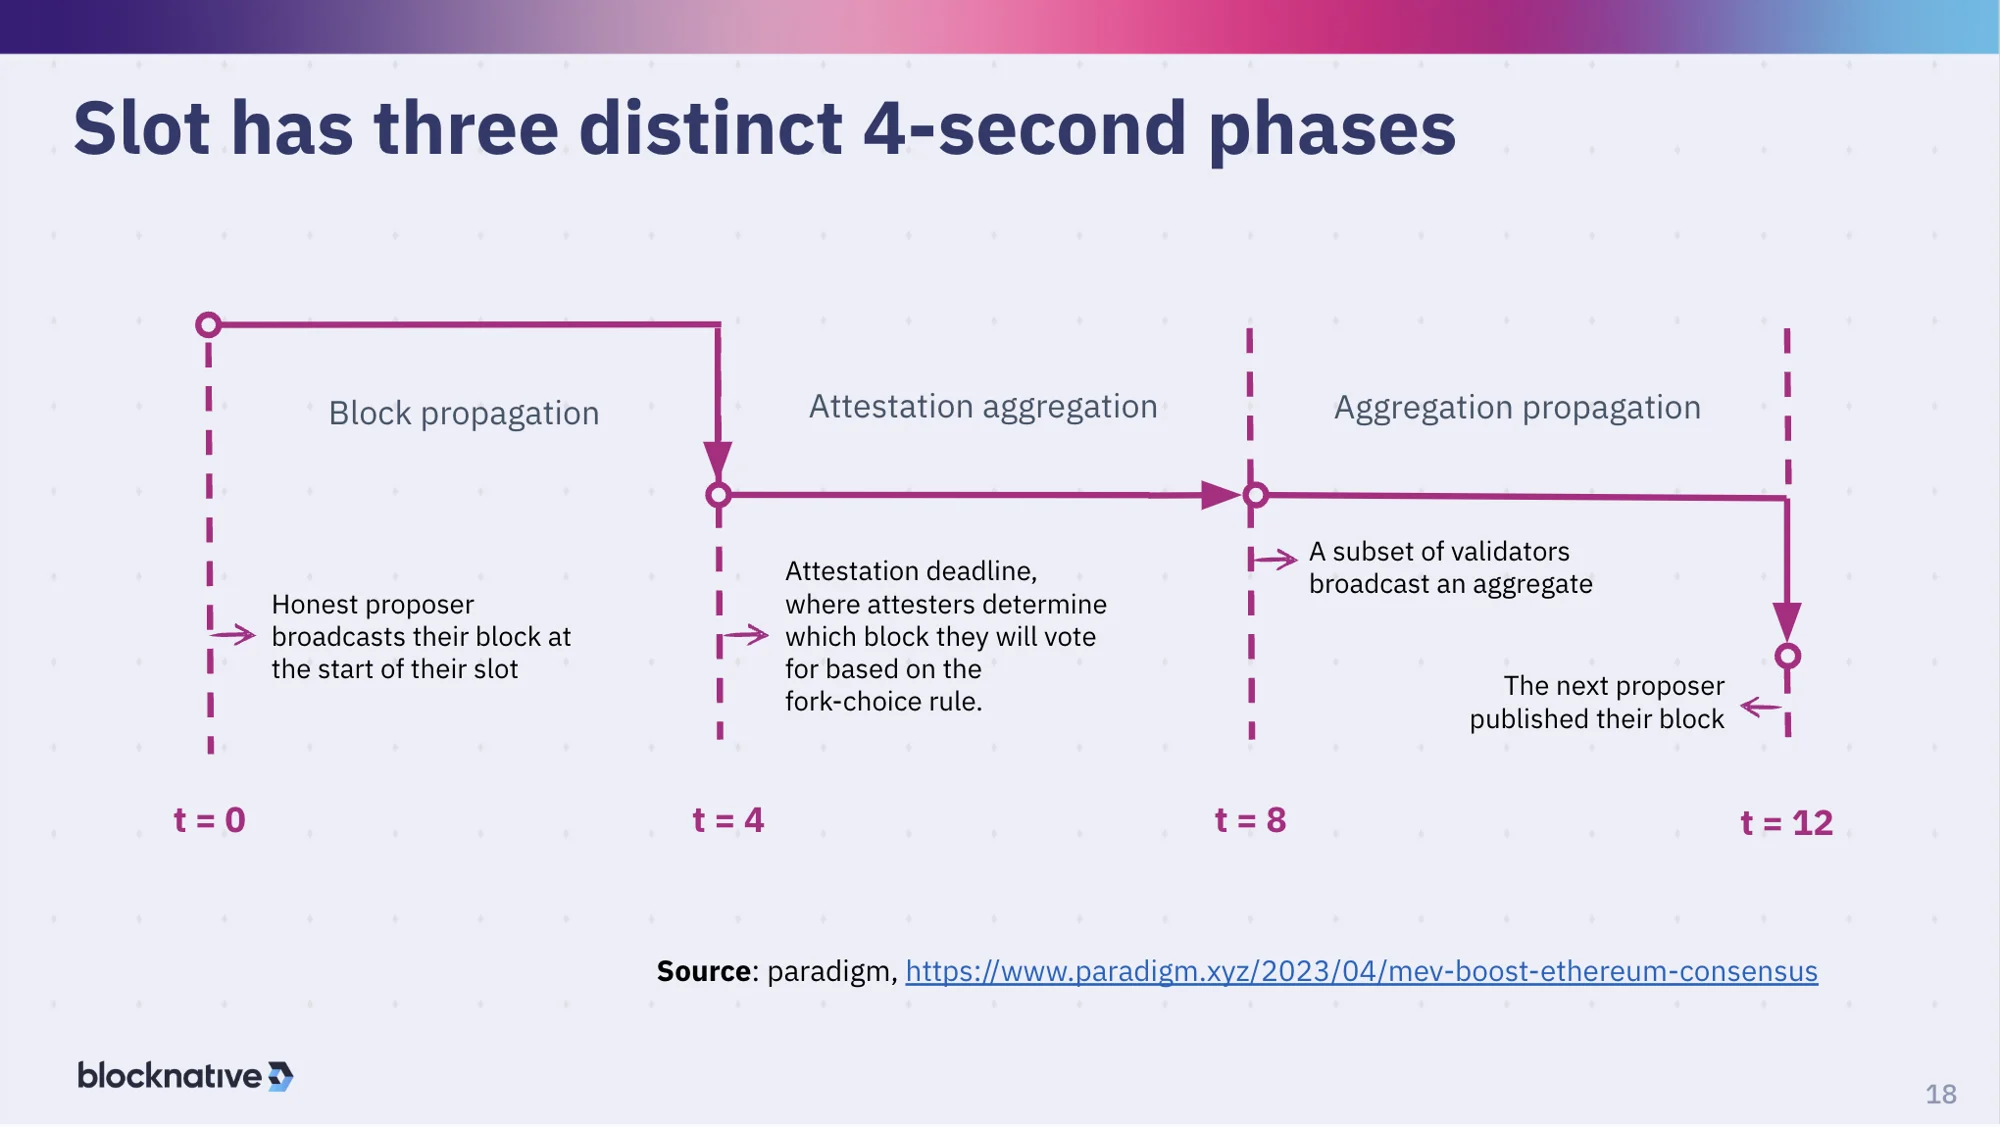 Slot has three distinct 4-second phases
Block propagation
Attestation aggregation
Aggregation propagation
Honest proposer
broadcasts their block at
the start of their slot
Attestation deadline,
where attesters determine
which block they will vote
for based on the
fork-choice rule.
A subset of validators
broadcast an aggregate
The next proposer
published their block
t = 0
t = 4
t = 8
t = 12
Source: paradigm, https://www.paradigm.xyz/2023/04/mev-boost-ethereum-consensus
blocknative
18